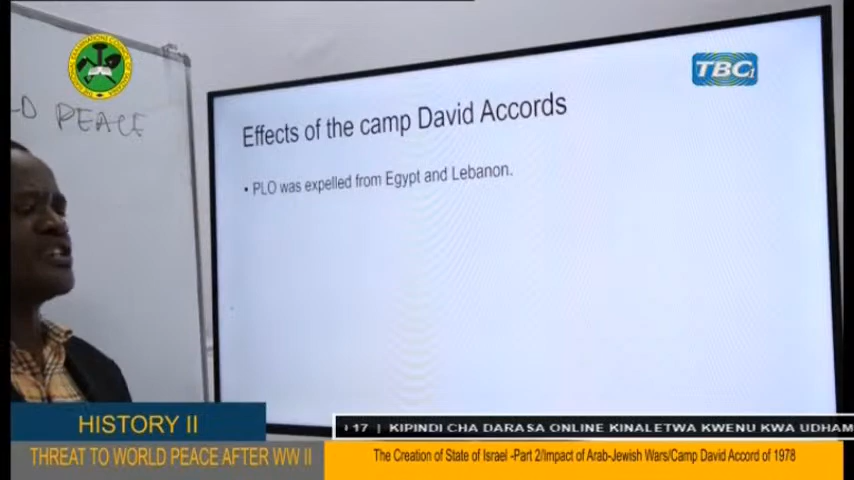 TBC1
D PEACE
Effects of the camp David Accords
• PLO was expelled from Egypt and Lebanon.
HISTORY II
17 | KIPINDI CHA DARASA ONLINE KINALETWA KWENU KWA UDHAM
THREAT TO WORLD PEACE AFTER WW II
The Creation of State of Israel -Part 2/Impact of Arab-Jewish Wars/Camp David Accord of 1978